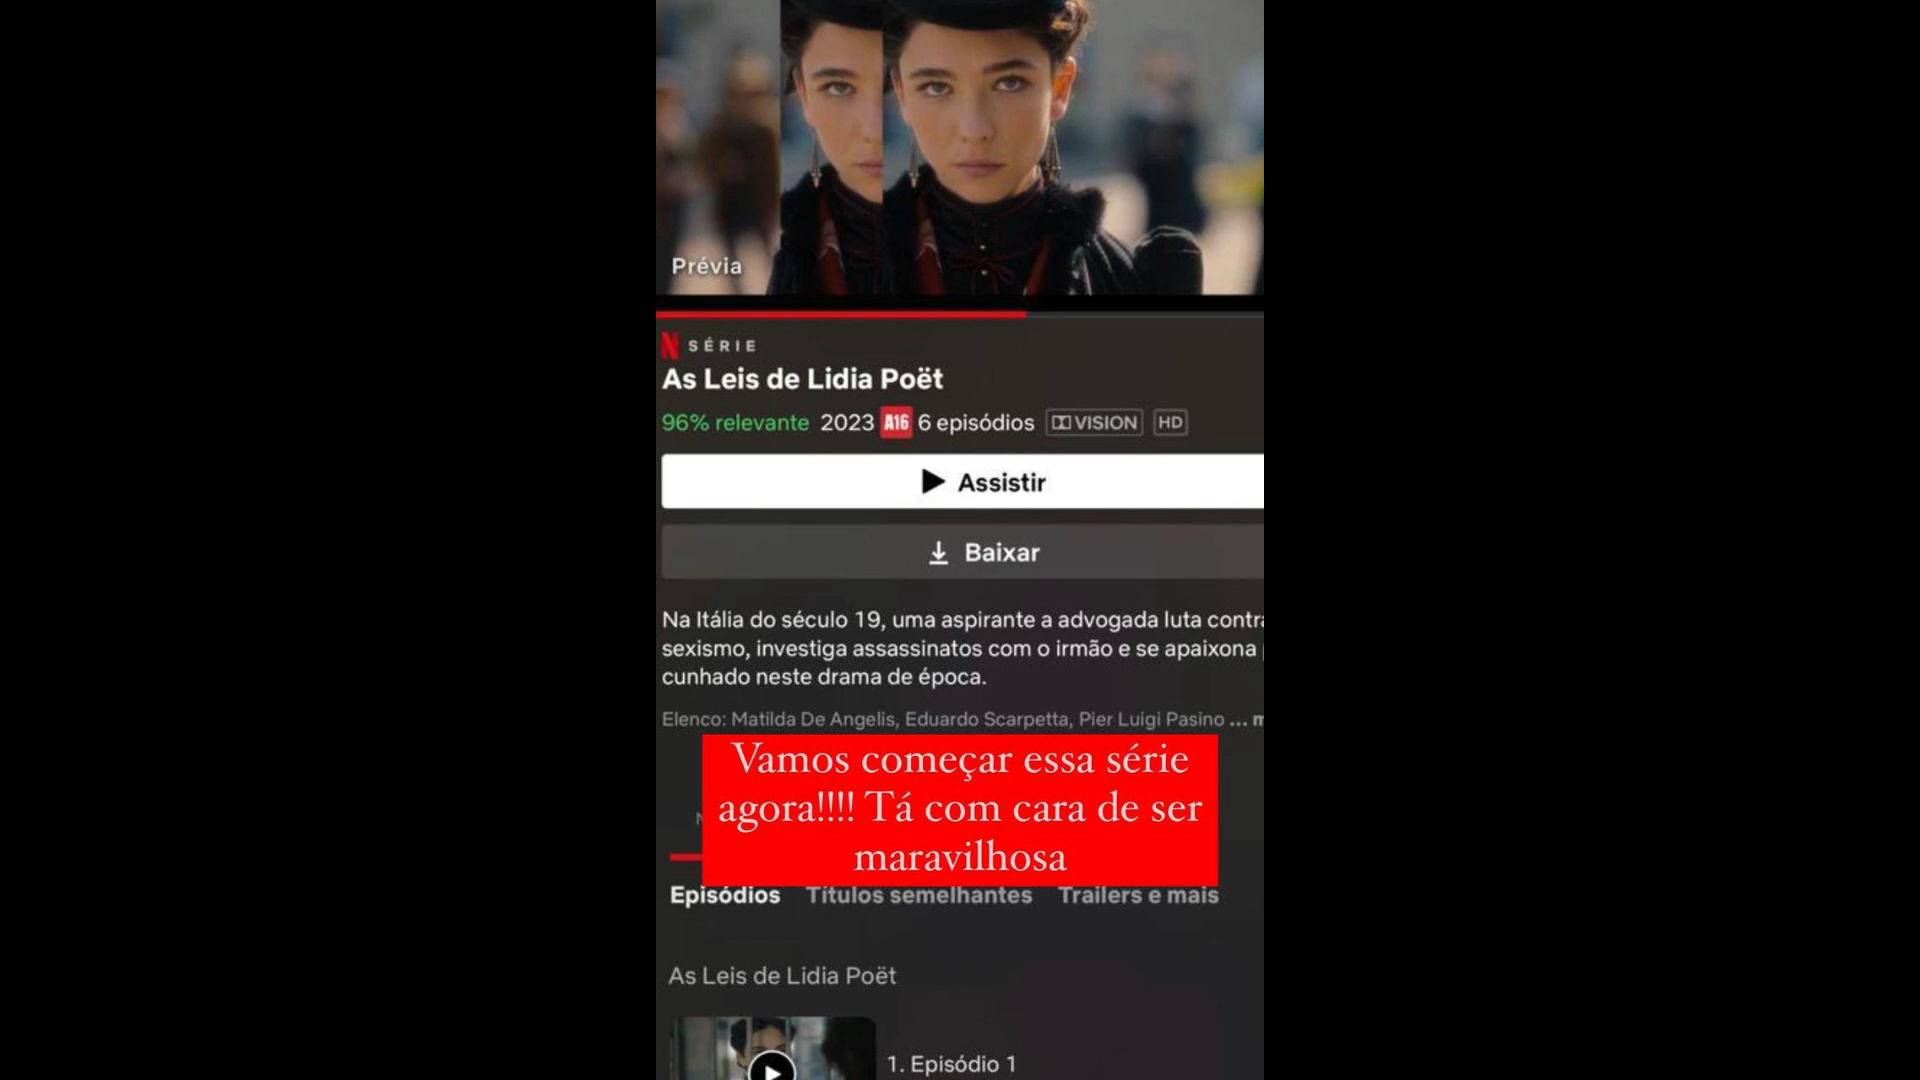 Prévia
N SÉRIE
As Leis de Lidia Poët
96% relevante 2023 A16 6 episódios VISION HD
Assistir
Baixar
Na Itália do século 19, uma aspirante a advogada luta contra
sexismo, investiga assassinatos com o irmão e se apaixona
cunhado neste drama de época.
Elenco: Matilda De Angelis, Eduardo Scarpetta, Pier Luigi Pasino ... m
Vamos começar essa série
agora!!!! Tá com cara de ser
maravilhosa
Episódios Títulos semelhantes Trailers e mais
As Leis de Lidia Poët
1. Episódio 1